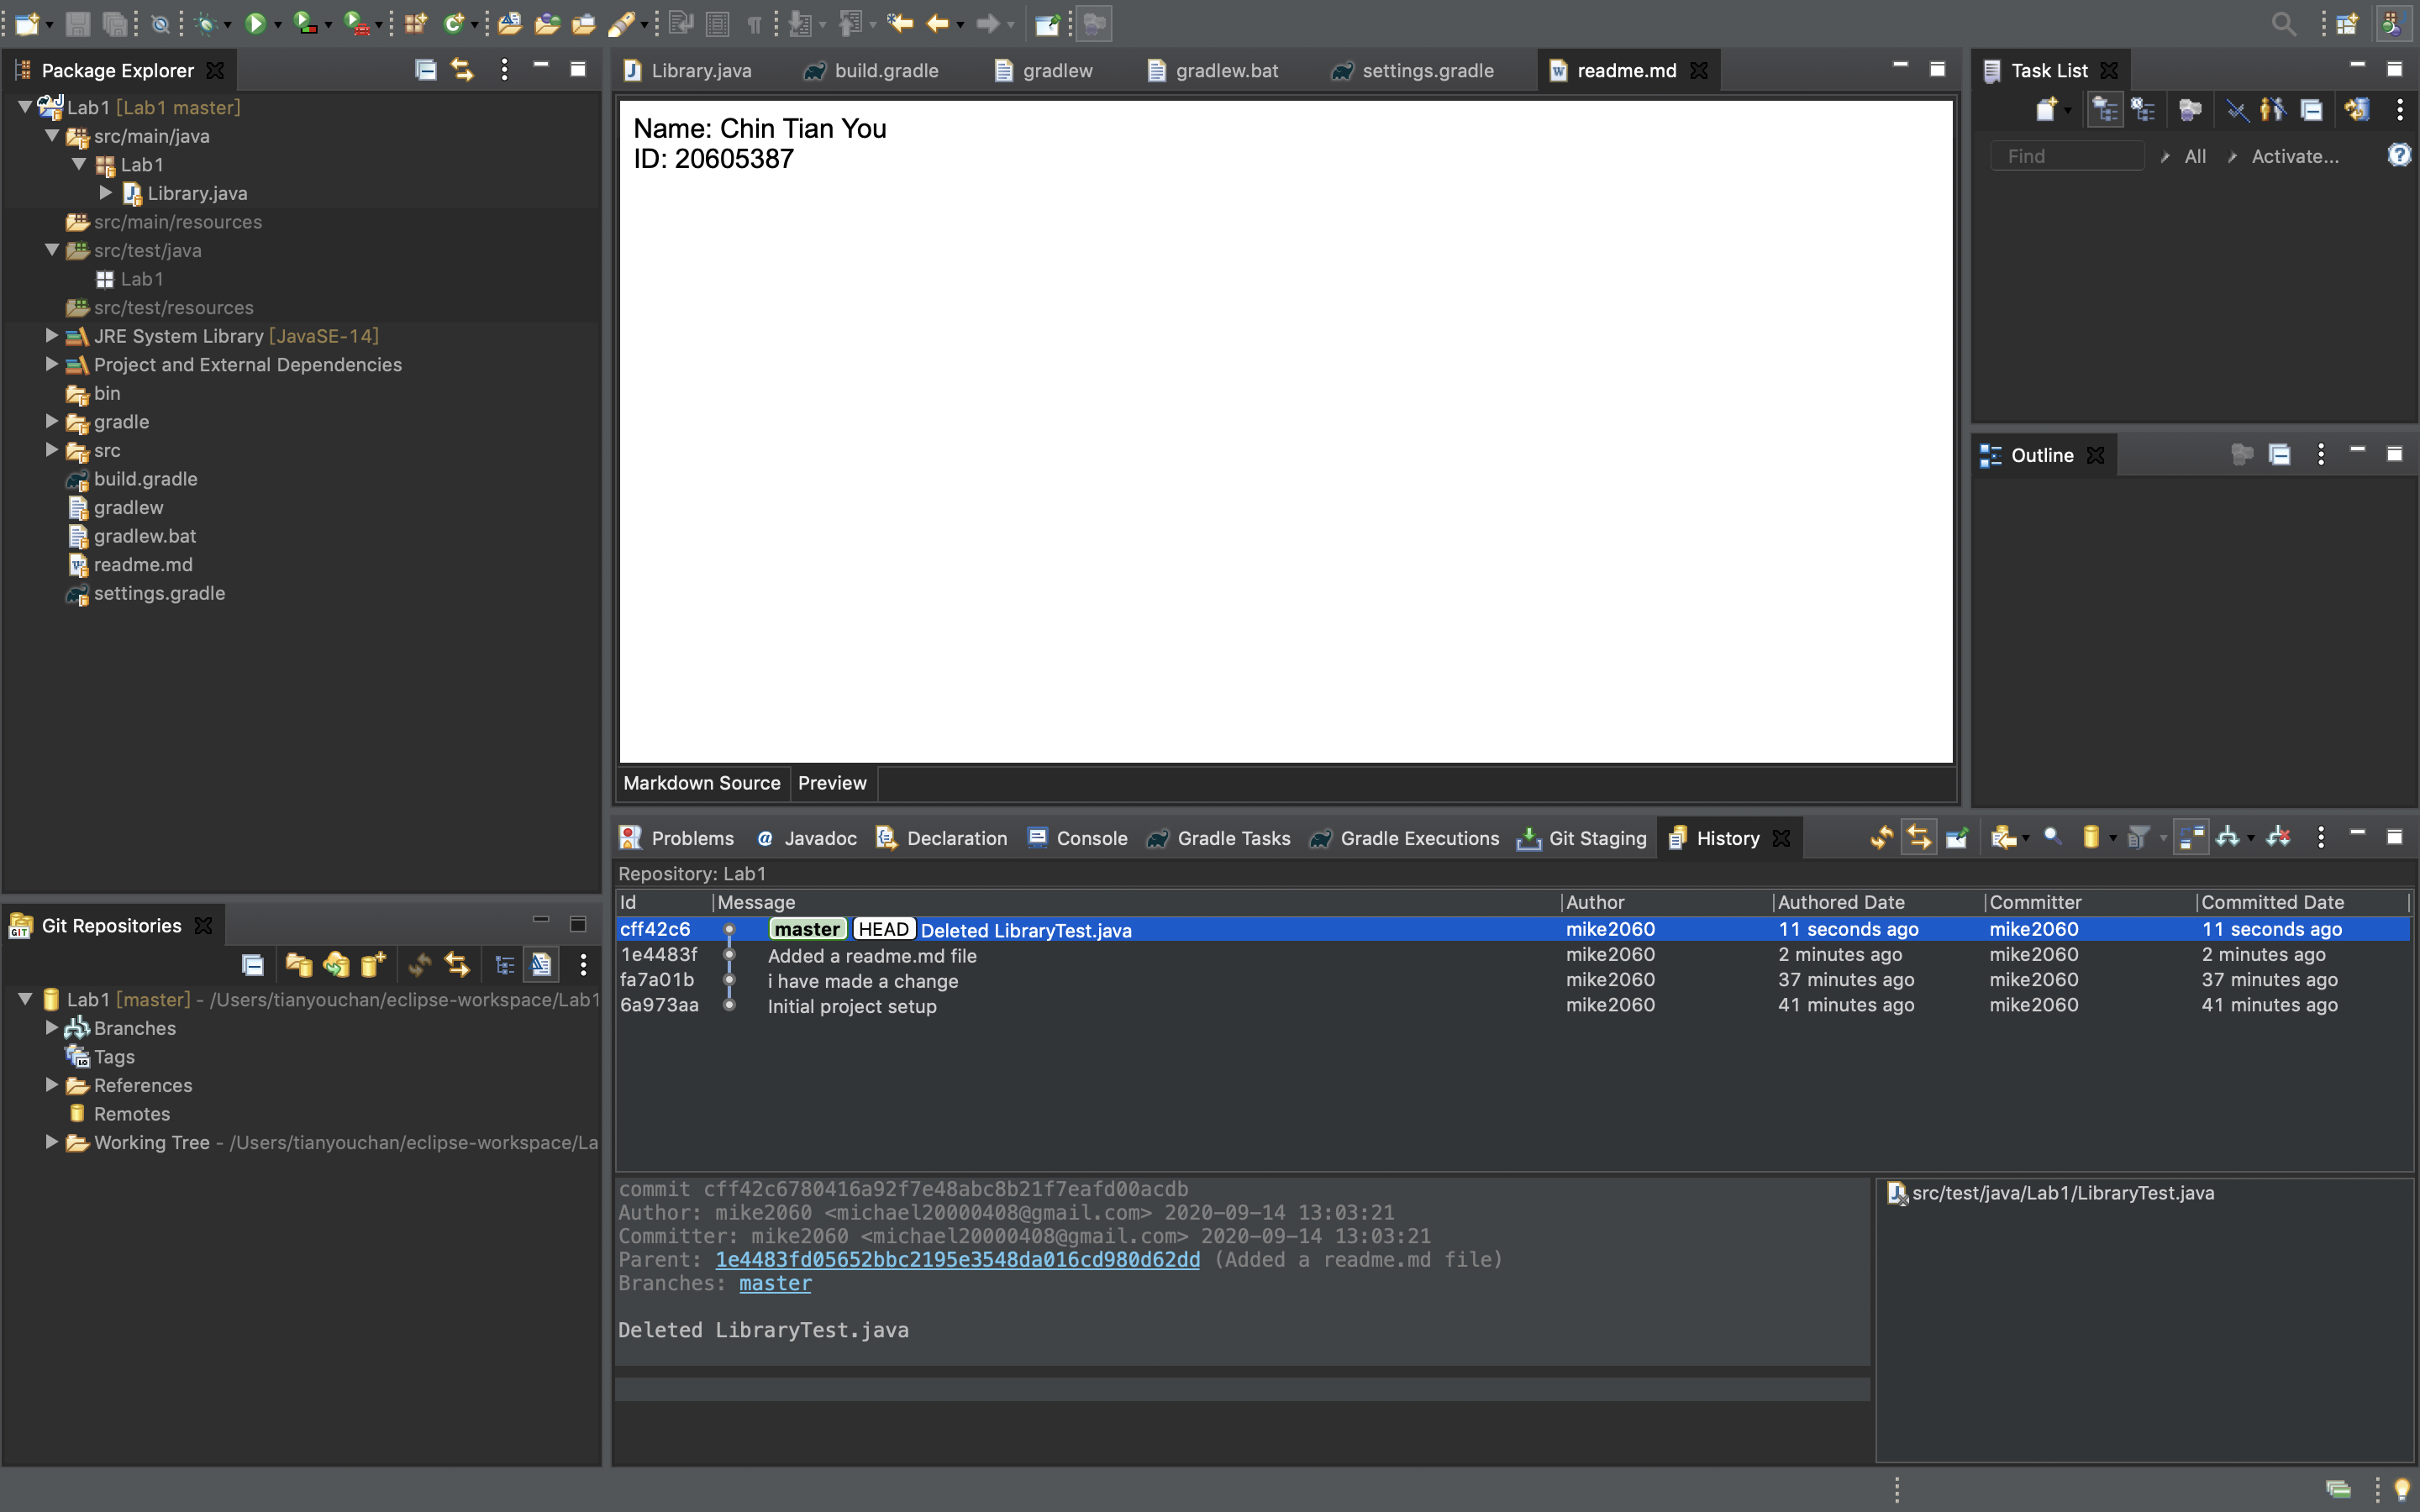 Package Explorer
Lab1 [Lab1 master]
src/main/java
Lab1
Library.java
src/main/resources
src/test/java
Lab1
src/test/resources
JRE System Library [JavaSE-14]
Project and External Dependencies
bin
gradle
src
build.gradle
gradlew
gradlew.bat
readme.md
settings.gradle
Git Repositories
Lab1 [master] - /Users/tianyouchan/eclipse-workspace/Lab1
Branches
Tags
References
Remotes
Working Tree - /Users/tianyouchan/eclipse-workspace/La
Library.java build.gradle gradlew gradlew.bat settings.gradle readme.md
Name: Chin Tian You
ID: 20605387
Markdown Source Preview
Task List
Find All Activate...
Outline
Problems Javadoc Declaration Console Gradle Tasks Gradle Executions Git Staging History
Repository: Lab1
Id Message Author Authored Date Committer Committed Date
cff42c6 master HEAD Deleted LibraryTest.java mike2060 11 seconds ago mike2060 11 seconds ago
1e4483f Added a readme.md file mike2060 2 minutes ago mike2060 2 minutes ago
fa7a01b i have made a change mike2060 37 minutes ago mike2060 37 minutes ago
6a973aa Initial project setup mike2060 41 minutes ago mike2060 41 minutes ago
commit cff42c6780416a92f7e48abc8b21f7eafd00acdb
Author: mike2060 <michael20000408@gmail.com> 2020-09-14 13:03:21
Committer: mike2060 <michael20000408@gmail.com> 2020-09-14 13:03:21
Parent: 1e4483fd05652bbc2195e3548da016cd980d62dd (Added a readme.md file)
Branches: master
Deleted LibraryTest.java
src/test/java/Lab1/LibraryTest.java